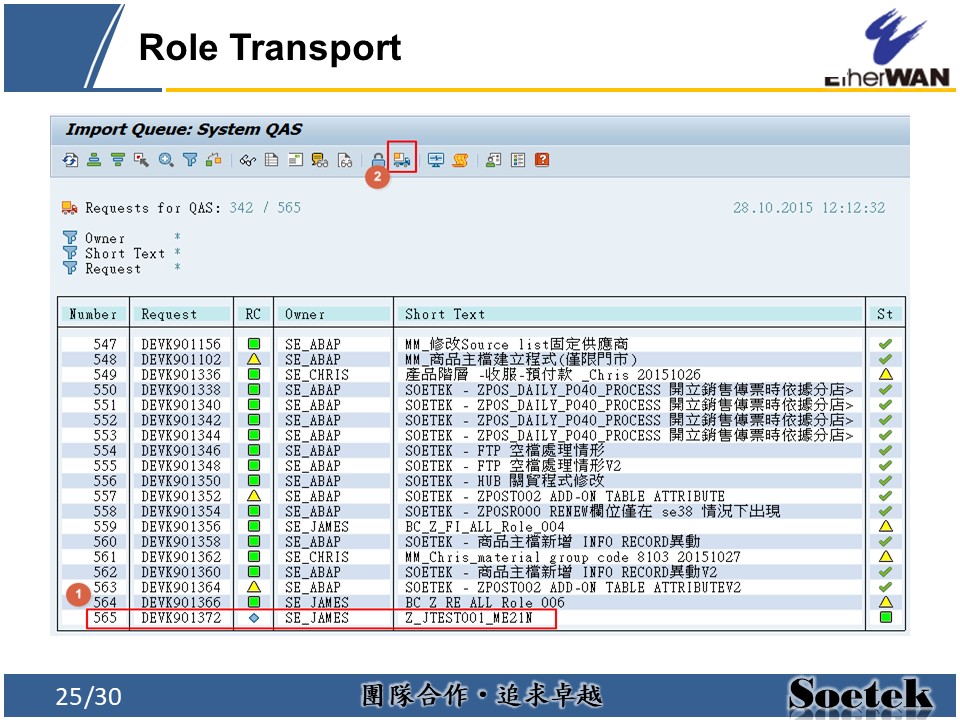 Role Transport
EtherWAN
Import Queue: System QAS
2
Requests for QAS: 342 / 565 28.10.2015 12:12:32
Owner *
Short Text *
Request *
Number Request RC Owner Short Text St
547 DEVK901156 SE_ABAP MM_修改Source list固定供應商
548 DEVK901102 SE_ABAP MM_商品主檔建立程式(僅限門市)
549 DEVK901336 SE_CHRIS 產品階層 -收服-預付款 _Chris 20151026
550 DEVK901338 SE_ABAP SOETEK - ZPOS_DAILY_P040_PROCESS 開立銷售傳票時依據分店>
551 DEVK901340 SE_ABAP SOETEK - ZPOS_DAILY_P040_PROCESS 開立銷售傳票時依據分店>
552 DEVK901342 SE_ABAP SOETEK - ZPOS_DAILY_P040_PROCESS 開立銷售傳票時依據分店>
553 DEVK901344 SE_ABAP SOETEK - ZPOS_DAILY_P040_PROCESS 開立銷售傳票時依據分店>
554 DEVK901346 SE_ABAP SOETEK - FTP 空檔處理情形
555 DEVK901348 SE_ABAP SOETEK - FTP 空檔處理情形V2
556 DEVK901350 SE_ABAP SOETEK - HUB 關貿程式修改
557 DEVK901352 SE_ABAP SOETEK - ZPOST002 ADD-ON TABLE ATTRIBUTE
558 DEVK901354 SE_ABAP SOETEK - ZPOSR000 RENEW欄位僅在 se38 情況下出現
559 DEVK901356 SE_JAMES BC_Z_FI_ALL_Role_004
560 DEVK901358 SE_ABAP SOETEK - 商品主檔新增 INFO RECORD異動
561 DEVK901362 SE_CHRIS MM_Chris_material group code 8103 20151027
562 DEVK901360 SE_ABAP SOETEK - 商品主檔新增 INFO RECORD異動V2
563 DEVK901364 SE_ABAP SOETEK - ZPOST002 ADD-ON TABLE ATTRIBUTEV2
1
564 DEVK901366 SE_JAMES BC_Z_RE_ALL_Role_006
565 DEVK901372 SE_JAMES Z_JTEST001_ME21N
25/30 團隊合作・追求卓越 Soetek